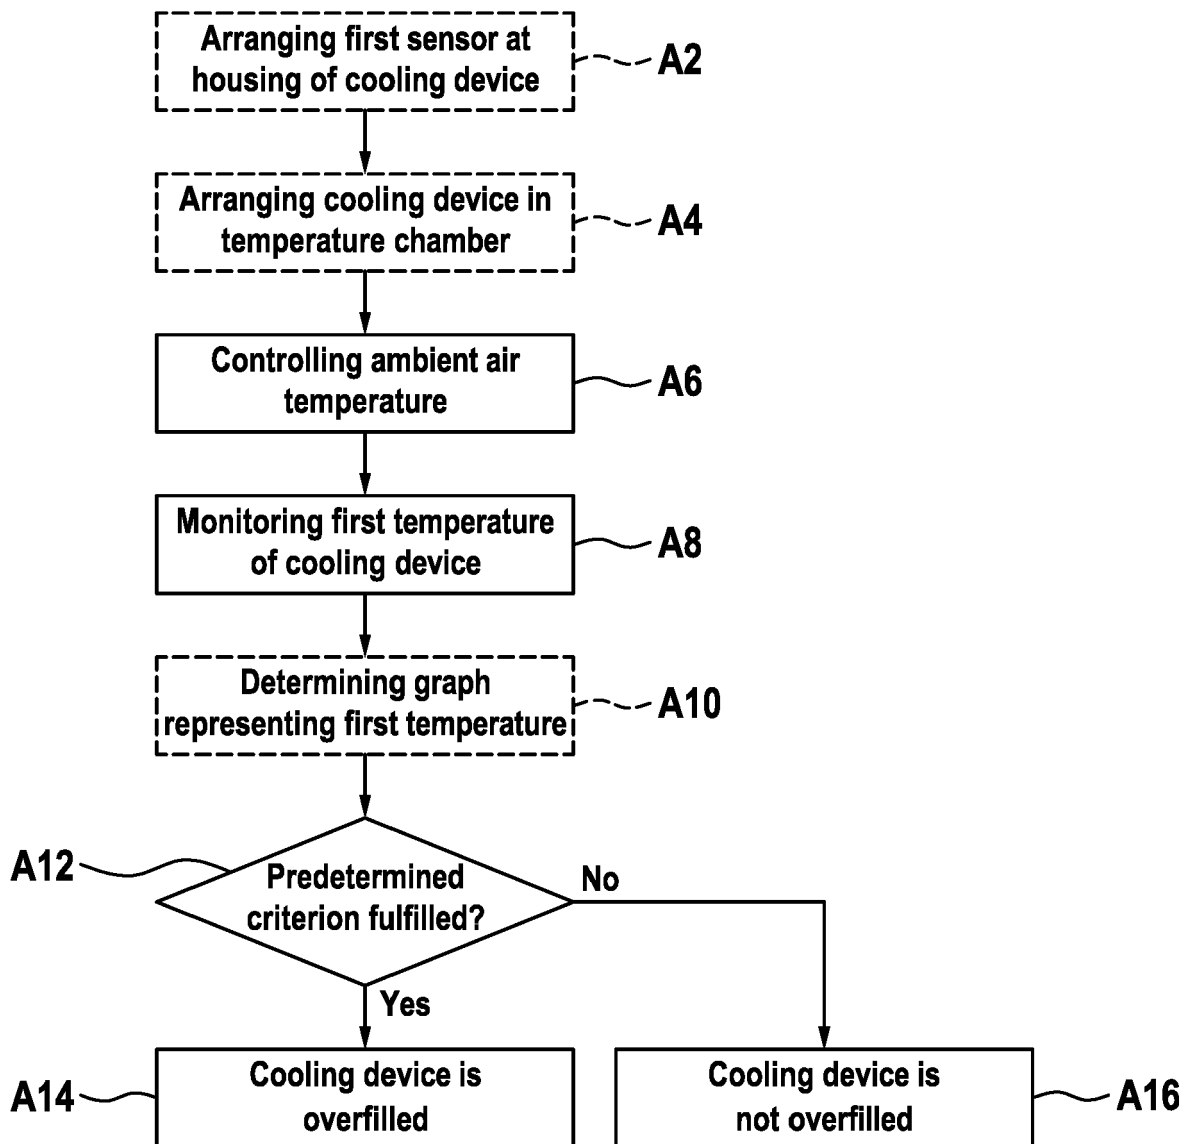 Arranging first sensor at
housing of cooling device
A2
Arranging cooling device in
temperature chamber
A4
Controlling ambient air
temperature
A6
Monitoring first temperature
of cooling device
A8
Determining graph
representing first temperature
A10
A12
Predetermined
criterion fulfilled?
No
Yes
A14
Cooling device is
overfilled
Cooling device is
not overfilled
A16